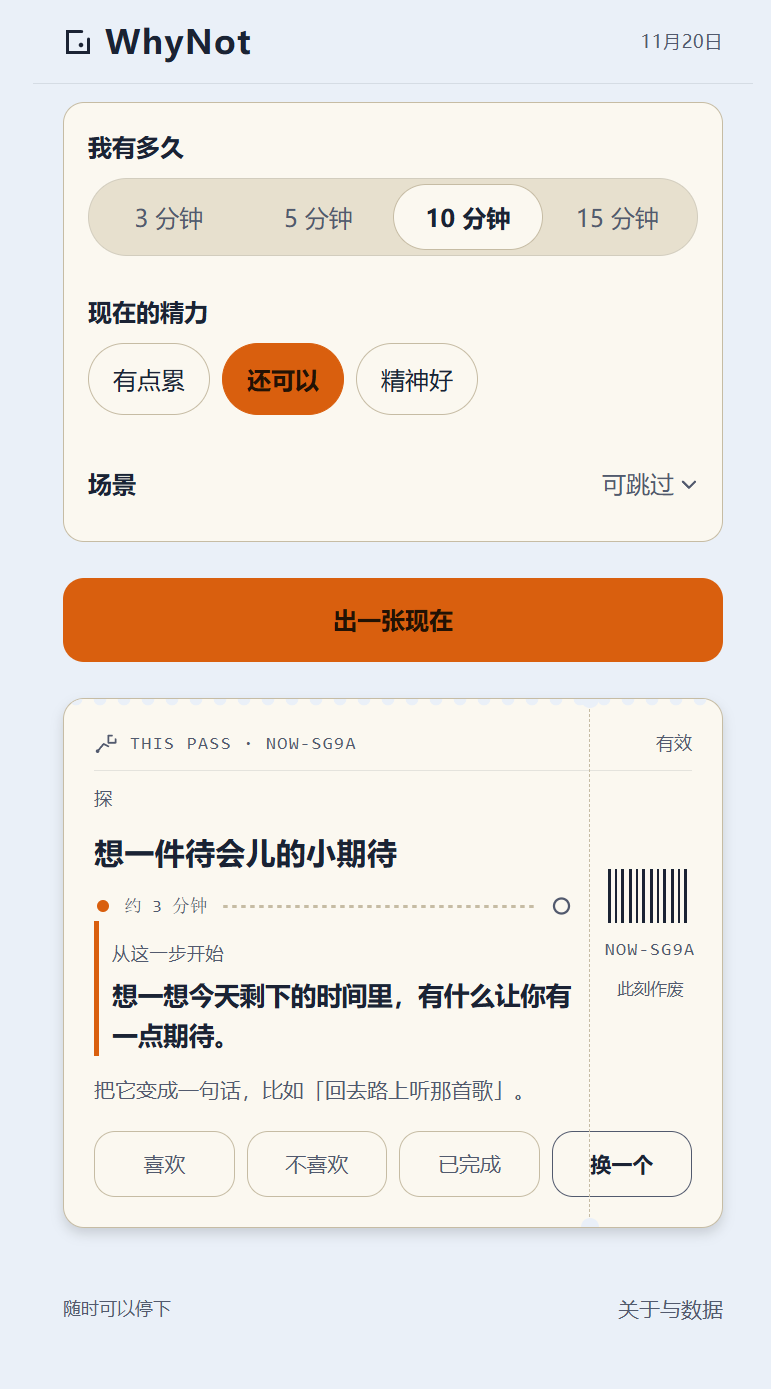 WhyNot
11月20日
我有多久
3 分钟
5 分钟
10 分钟
15 分钟
现在的精力
有点累
还可以
精神好
场景
可跳过
出一张现在
THIS PASS · NOW-SG9A
有效
探
想一件待会儿的小期待
约 3 分钟
从这一步开始
想一想今天剩下的时间里，有什么让你有
一点期待。
把它变成一句话，比如「回去路上听那首歌」。
NOW-SG9A
此刻作废
喜欢
不喜欢
已完成
换一个
随时可以停下
关于与数据